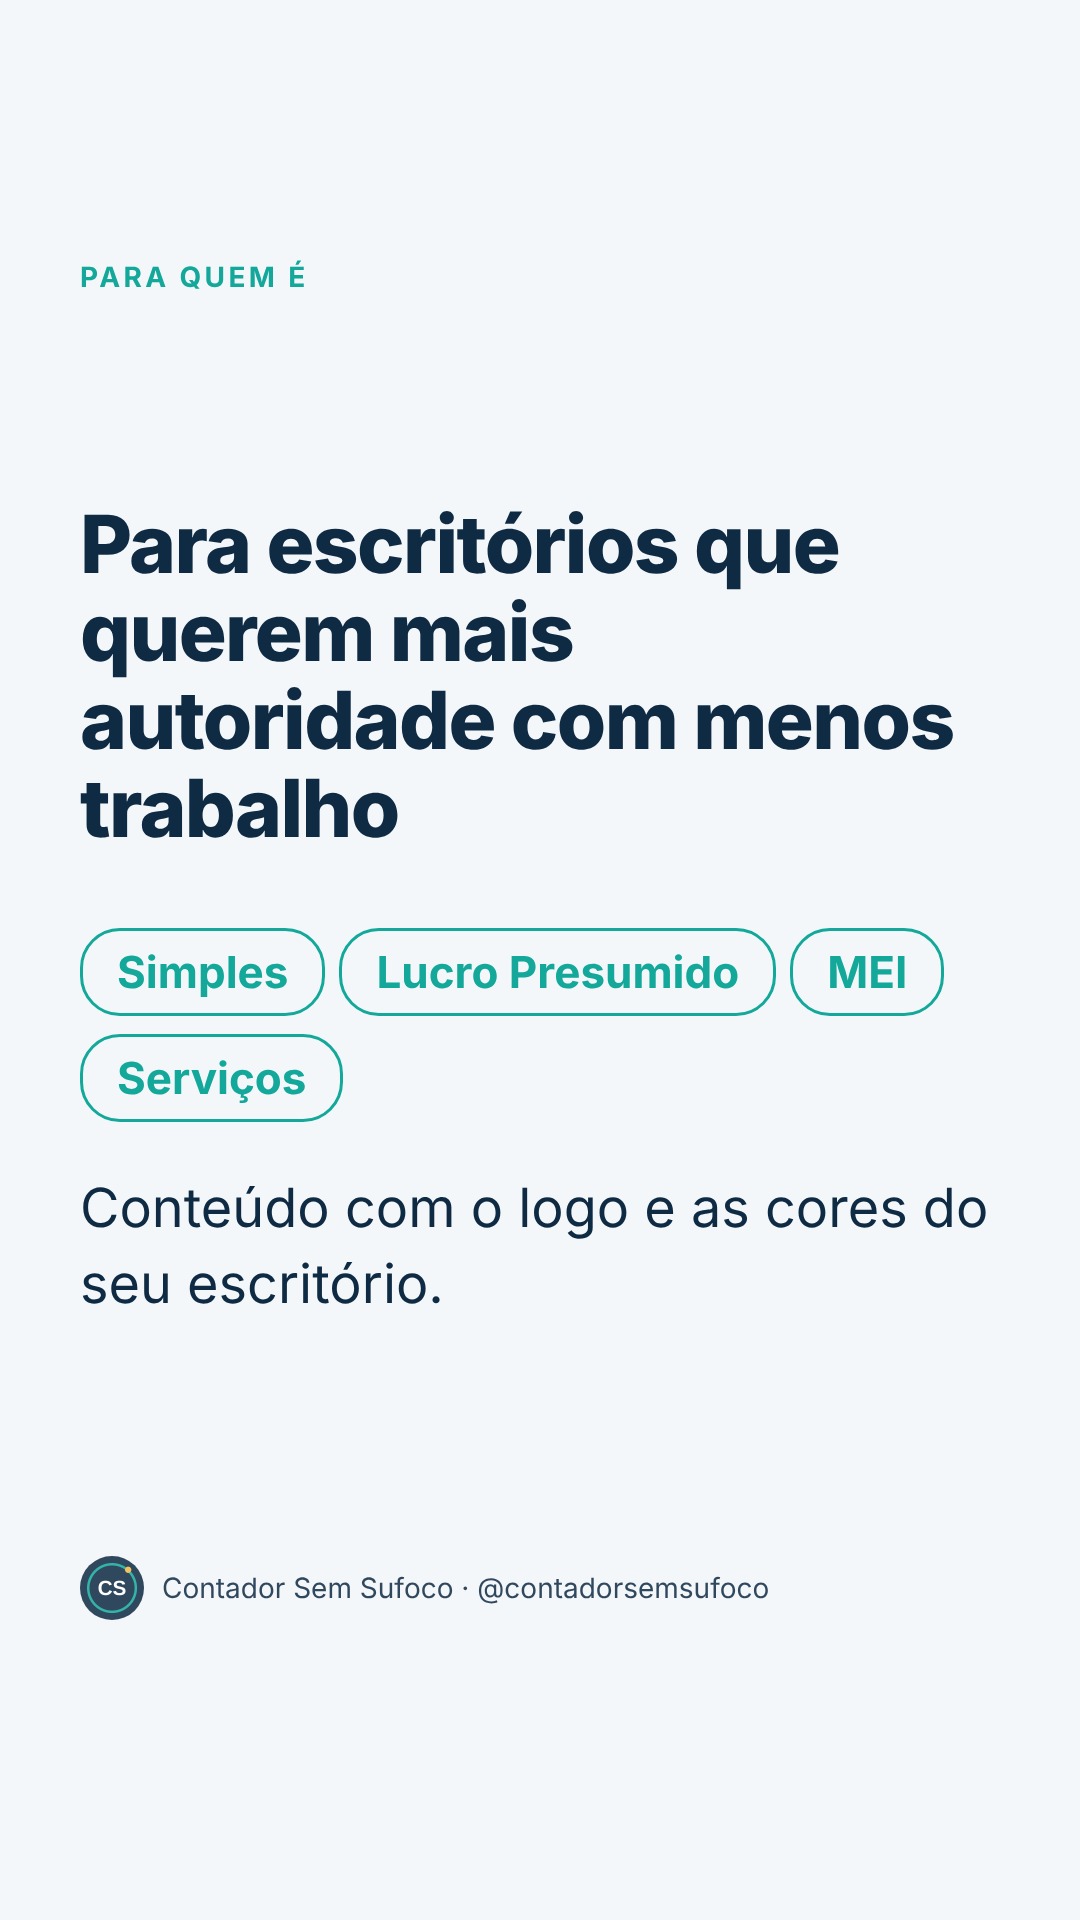 PARA QUEM É
Para escritórios que
querem mais
autoridade com menos
trabalho
Simples Lucro Presumido MEI
Serviços
Conteúdo com o logo e as cores do
seu escritório.
CS Contador Sem Sufoco · @contadorsemsufoco